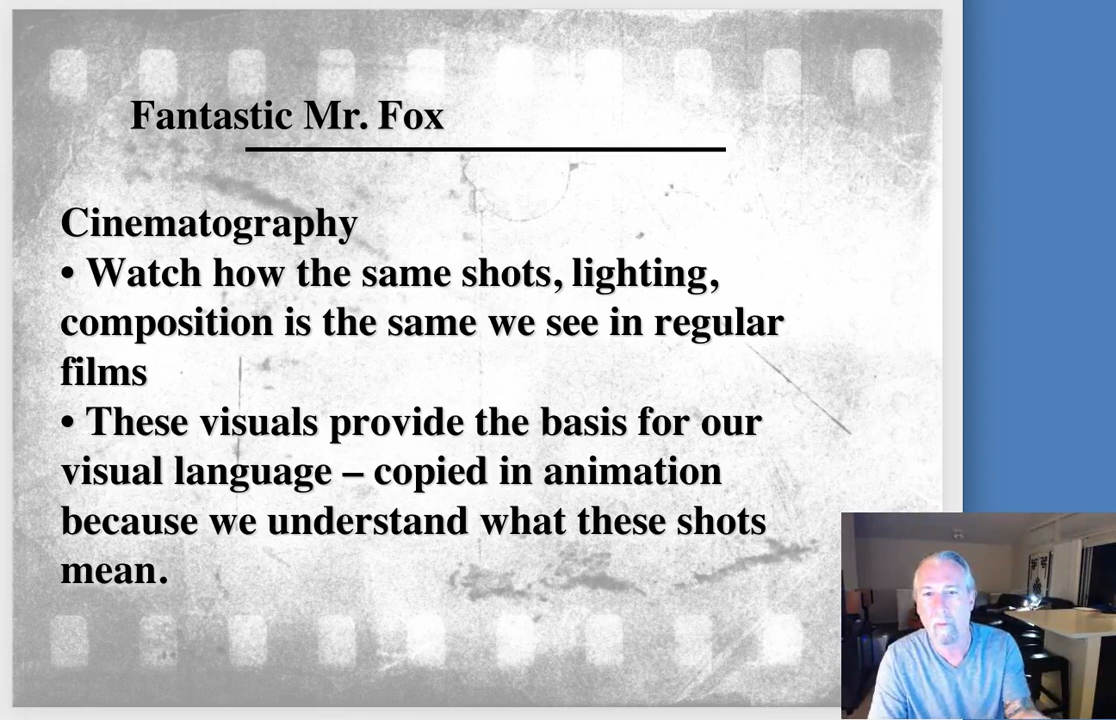 Fantastic Mr. Fox
Cinematography
• Watch how the same shots, lighting,
composition is the same we see in regular
films
• These visuals provide the basis for our
visual language – copied in animation
because we understand what these shots
mean.